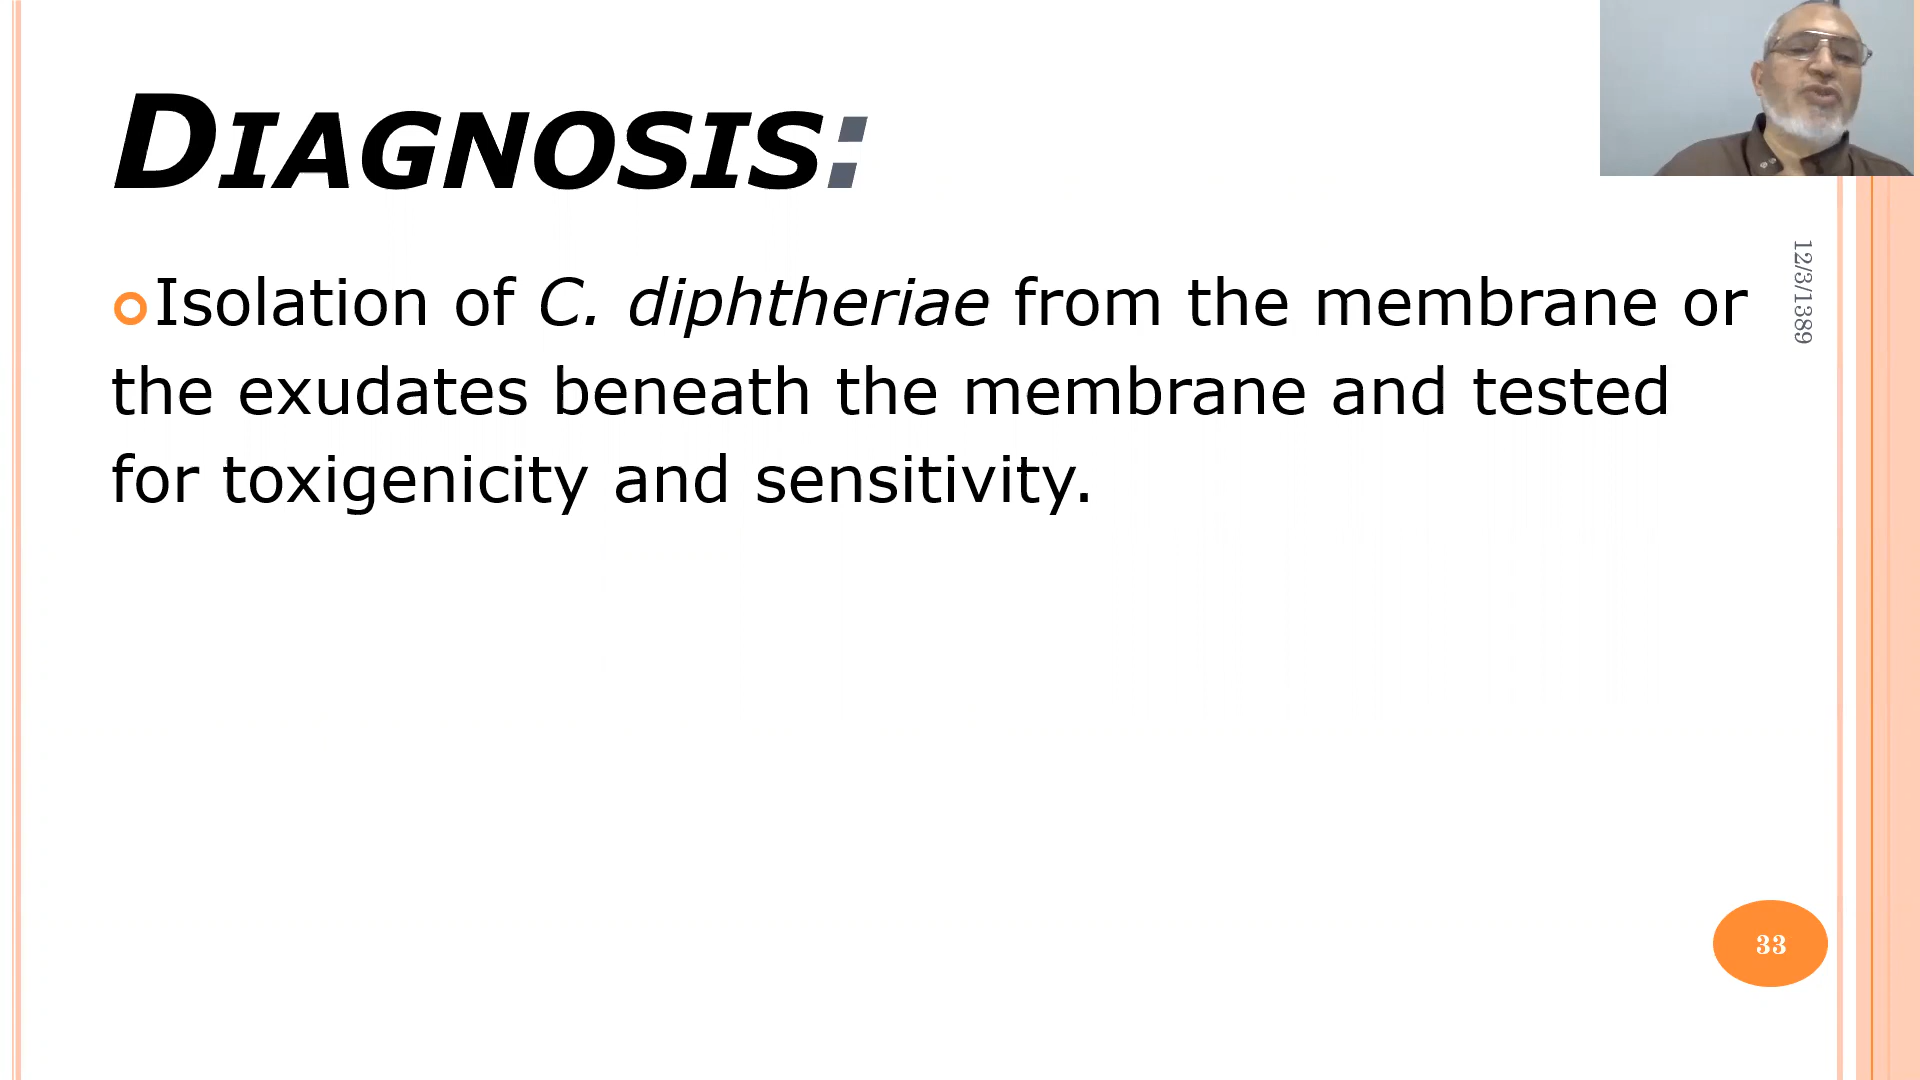 DIAGNOSIS:
Isolation of C. diphtheriae from the membrane or
the exudates beneath the membrane and tested
for toxigenicity and sensitivity.
12/3/1389
33